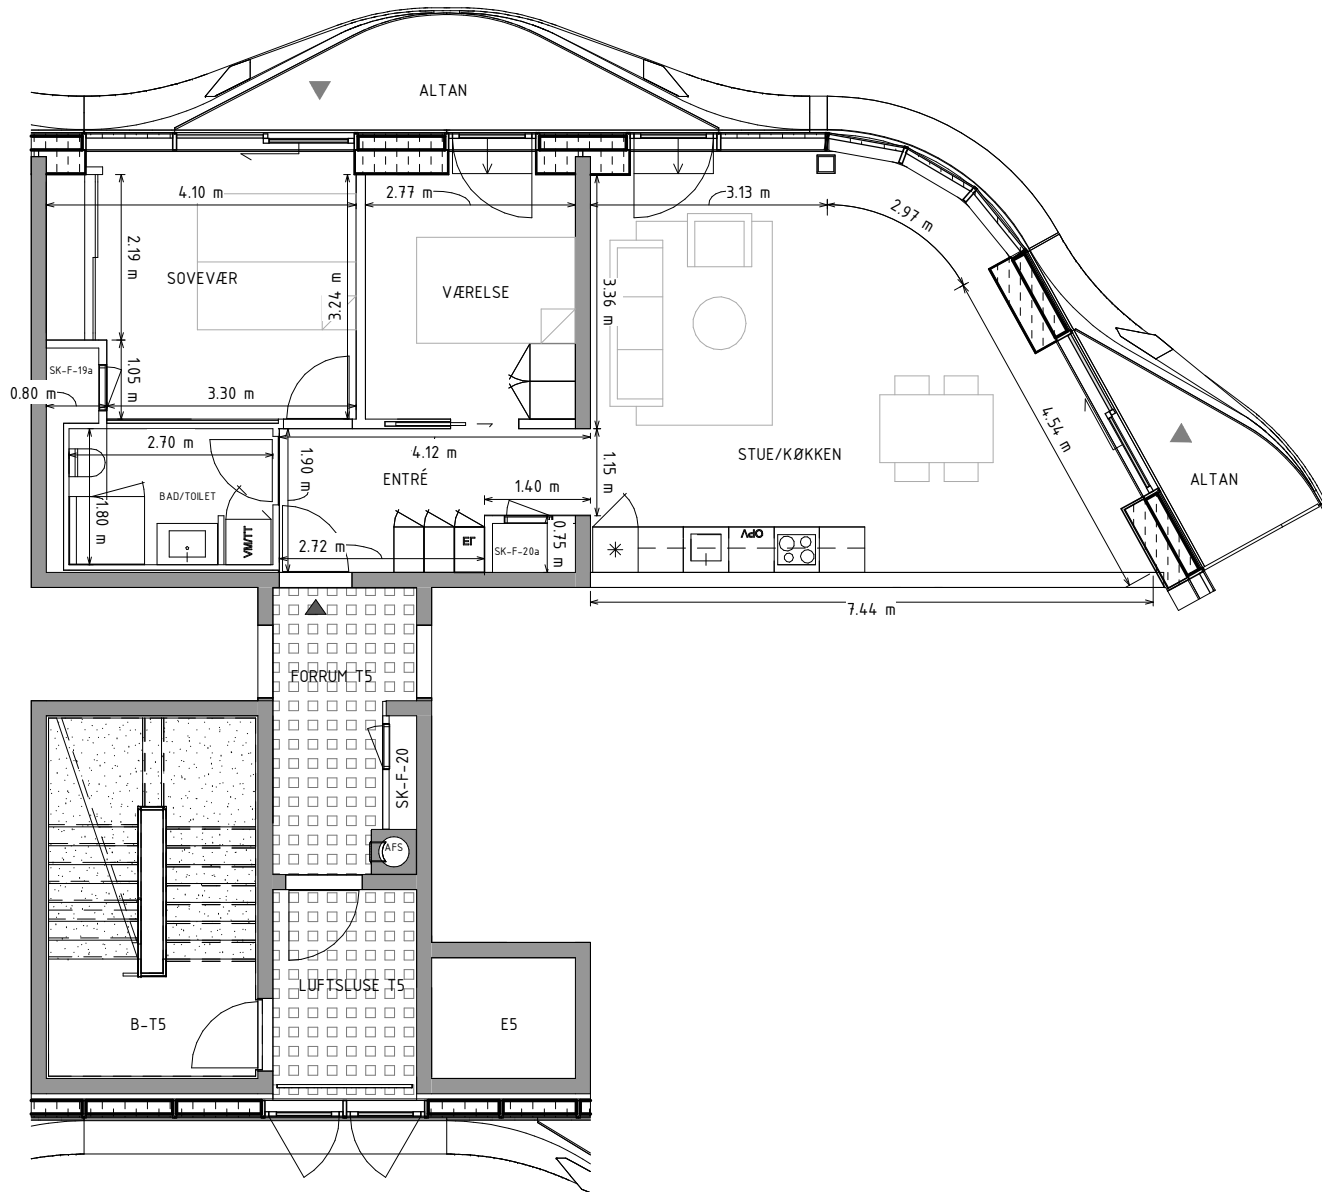 ALTAN
4.10 m
2.77 m
3.13 m
2.97 m
2.19 m
SOVEVÆR
3.24 m
VÆRELSE
3.36 m
SK-F-19a
1.05 m
0.80 m
3.30 m
4.54 m
2.70 m
4.12 m
STUE/KØKKEN
1.90 m
ENTRÉ
1.15 m
ALTAN
BAD/TOILET
1.40 m
1.80 m
VM/TT
2.72 m
EL
SK-F-20a
0.75 m
OPV
7.44 m
FORRUM T5
SK-F-20
AFS
LUFTSLUSE T5
B-T5
E5